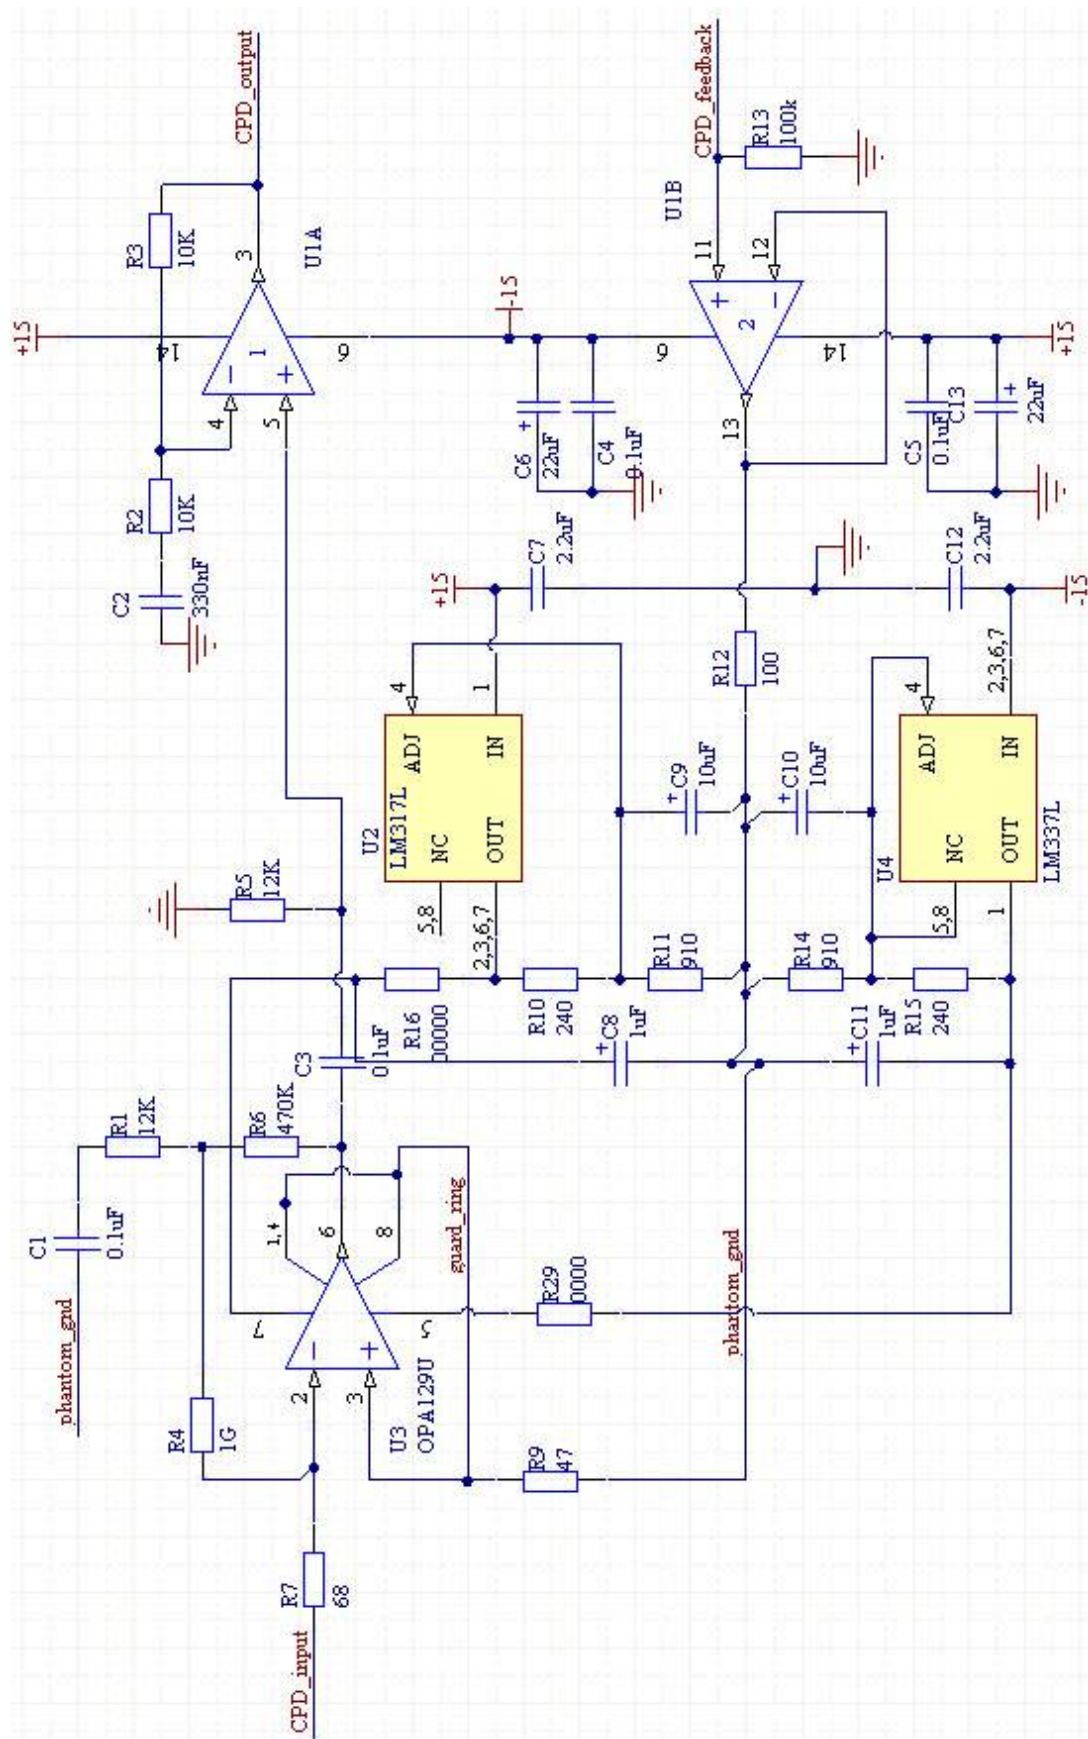 CPD_output
CPD_feedback
R13
100k
U1B
R3
10K
3
U1A
+15
14
1
6
-15
4
5
R2
10K
C2
330nF
11
12
2
6
14
13
C6
22uF
C4
0.1uF
C5
0.1uF
C13
22uF
+15
+15
C7
2.2uF
C12
2.2uF
-15
R12
100
ADJ
IN
NC
OUT
4
1
5,8
2,3,6,7
U2
LM317L
C9
10uF
C10
10uF
ADJ
IN
NC
OUT
4
2,3,6,7
5,8
1
U4
LM337L
R5
12K
R16
00000
R10
240
R11
910
R14
910
R15
240
C3
0.1uF
C8
1uF
C11
1uF
R1
12K
R6
470K
C1
0.1uF
phantom_gnd
1,4
6
8
7
5
2
3
guard_ring
phantom_gnd
R29
0000
R4
1G
U3
OPA129U
R9
47
R7
68
CPD_input